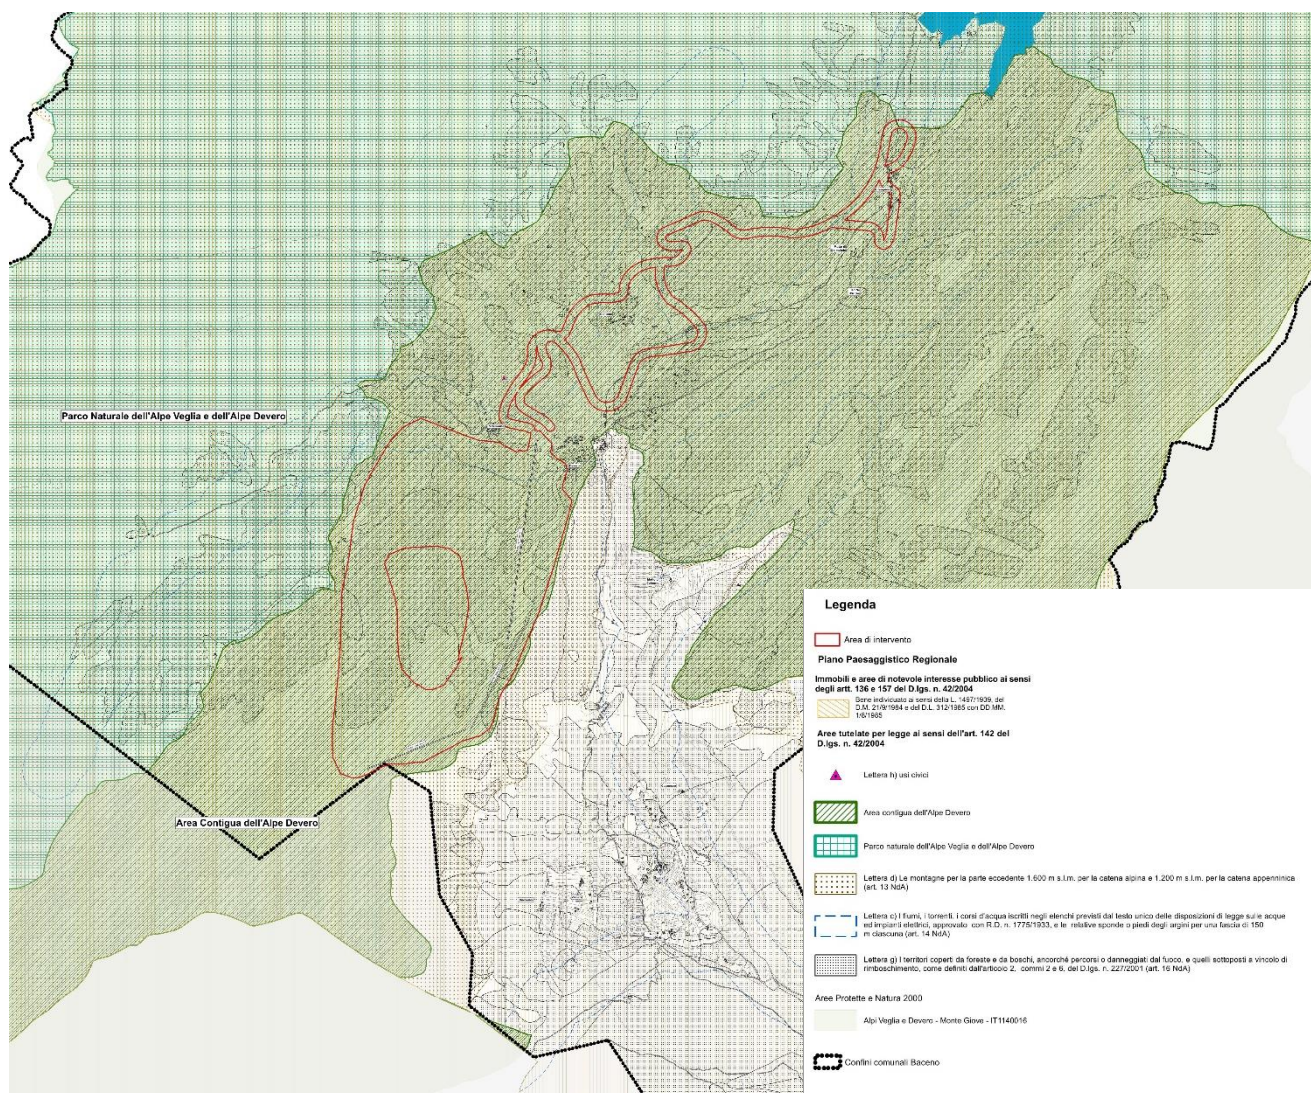 Parco Naturale dell'Alpe Veglia e dell'Alpe Devero
Area Contigua dell'Alpe Devero
Legenda
Area di intervento
Piano Paesaggistico Regionale
Immobili e aree di notevole interesse pubblico ai sensi
degli artt. 136 e 157 del D.lgs. n. 42/2004
Bene individuato ai sensi della L. 1497/1939, del
D.M. 21/9/1984 e del D.L. 312/1985 con DD.MM.
1/8/1985
Aree tutelate per legge ai sensi dell'art. 142 del
D.lgs. n. 42/2004
Lettera h) usi civici
Area contigua dell'Alpe Devero
Parco naturale dell'Alpe Veglia e dell'Alpe Devero
Lettera d) Le montagne per la parte eccedente 1.600 m s.l.m. per la catena alpina e 1.200 m s.l.m. per la catena appenninica
(art. 13 NdA)
Lettera c) I fiumi, i torrenti, i corsi d'acqua iscritti negli elenchi previsti dal testo unico delle disposizioni di legge sulle acque
ed impianti elettrici, approvato con R.D. n. 1775/1933, e le relative sponde o piedi degli argini per una fascia di 150
m ciascuna (art. 14 NdA)
Lettera g) I territori coperti da foreste e da boschi, ancorché percorsi o danneggiati dal fuoco, e quelli sottoposti a vincolo di
rimboschimento, come definiti dall'articolo 2, commi 2 e 6, del D.lgs. n. 227/2001 (art. 16 NdA)
Aree Protette e Natura 2000
Alpi Veglia e Devero - Monte Giove - IT1140016
Confini comunali Baceno